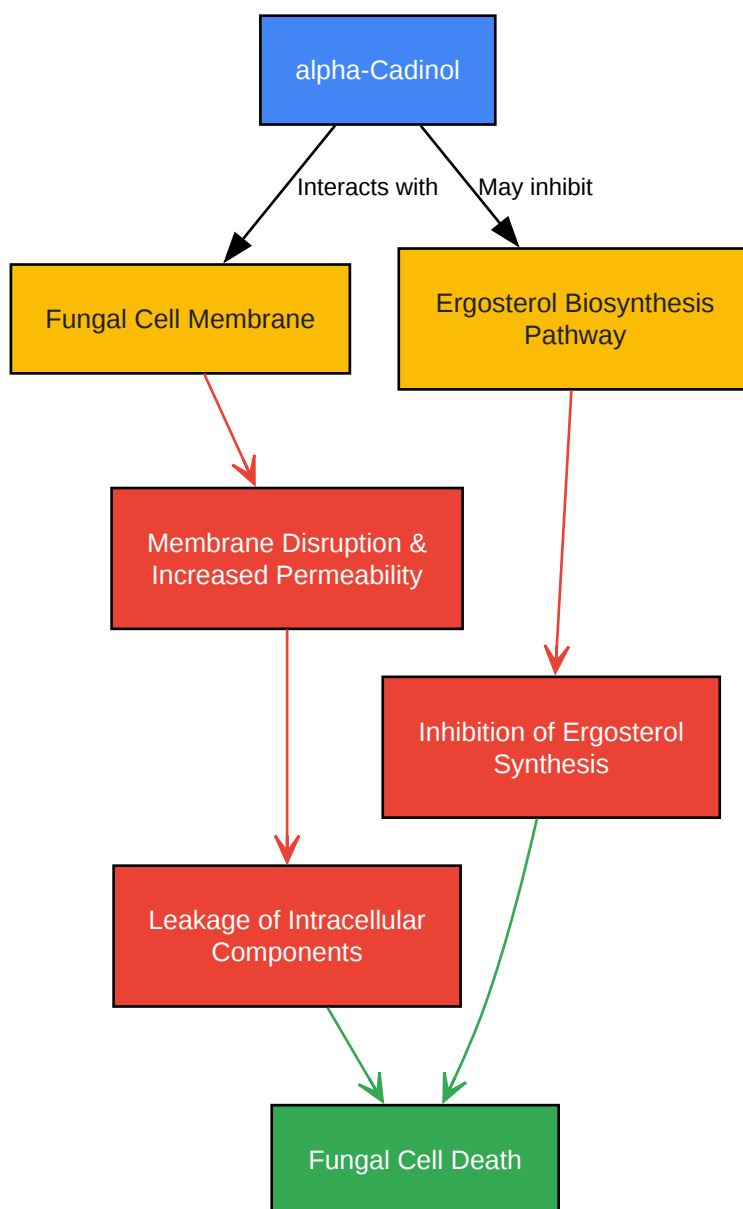 alpha-Cadinol
Interacts with
May inhibit
Fungal Cell Membrane
Ergosterol Biosynthesis
Pathway
Membrane Disruption &
Increased Permeability
Inhibition of Ergosterol
Synthesis
Leakage of Intracellular
Components
Fungal Cell Death